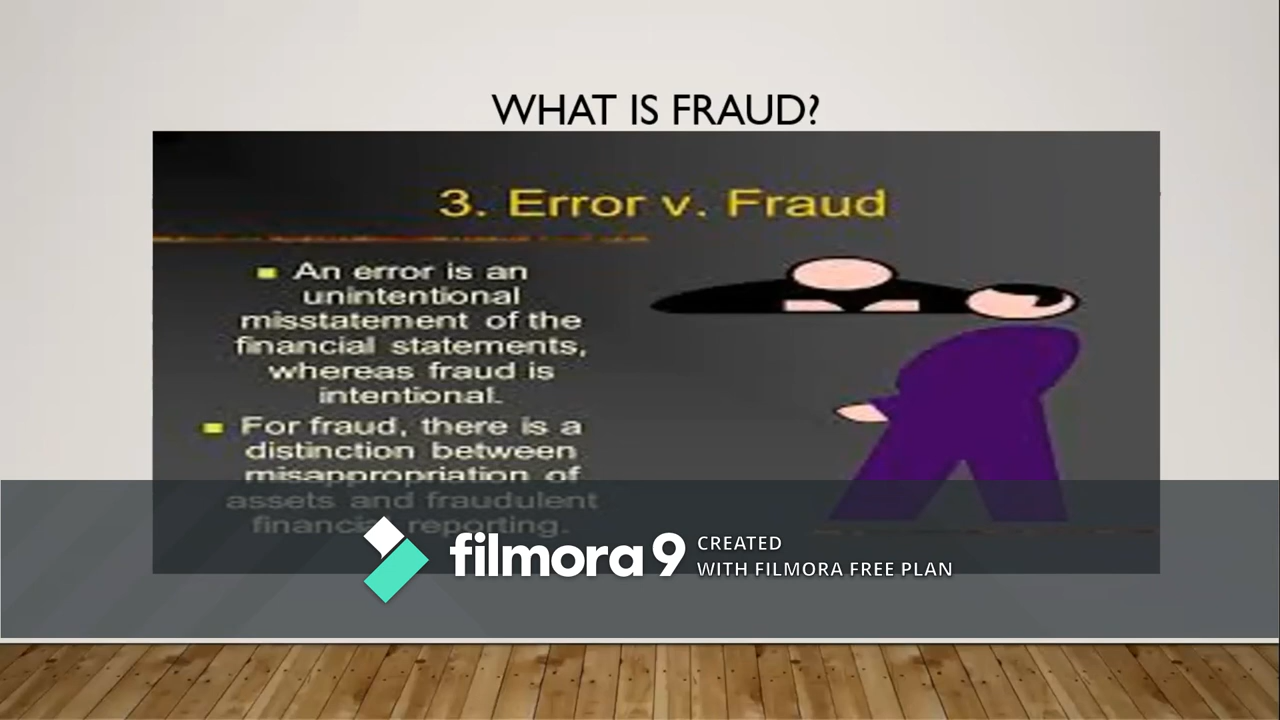 WHAT IS FRAUD?
3. Error v. Fraud
An error is an
unintentional
misstatement of the
financial statements,
whereas fraud is
intentional.
For fraud, there is a
distinction between
misappropriation of
assets and fraudulent
financial reporting.
filmora9
CREATED
WITH FILMORA FREE PLAN